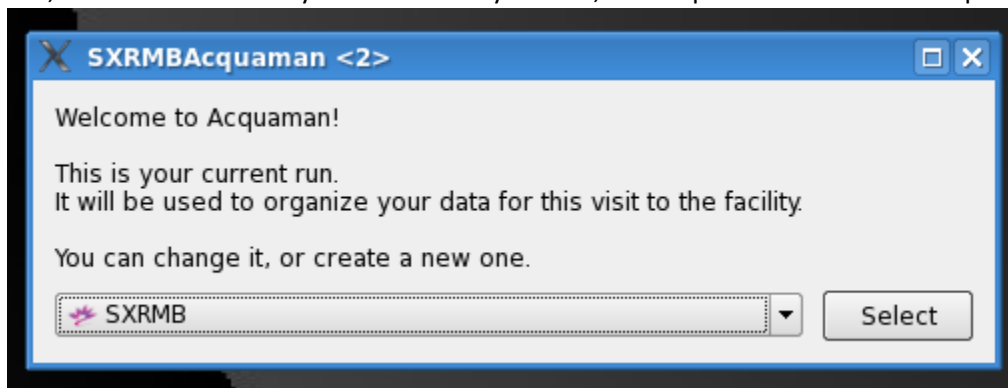 SXRMBAcquaman <2>
Welcome to Acquaman!
This is your current run.
It will be used to organize your data for this visit to the facility.
You can change it, or create a new one.
SXRMB
Select